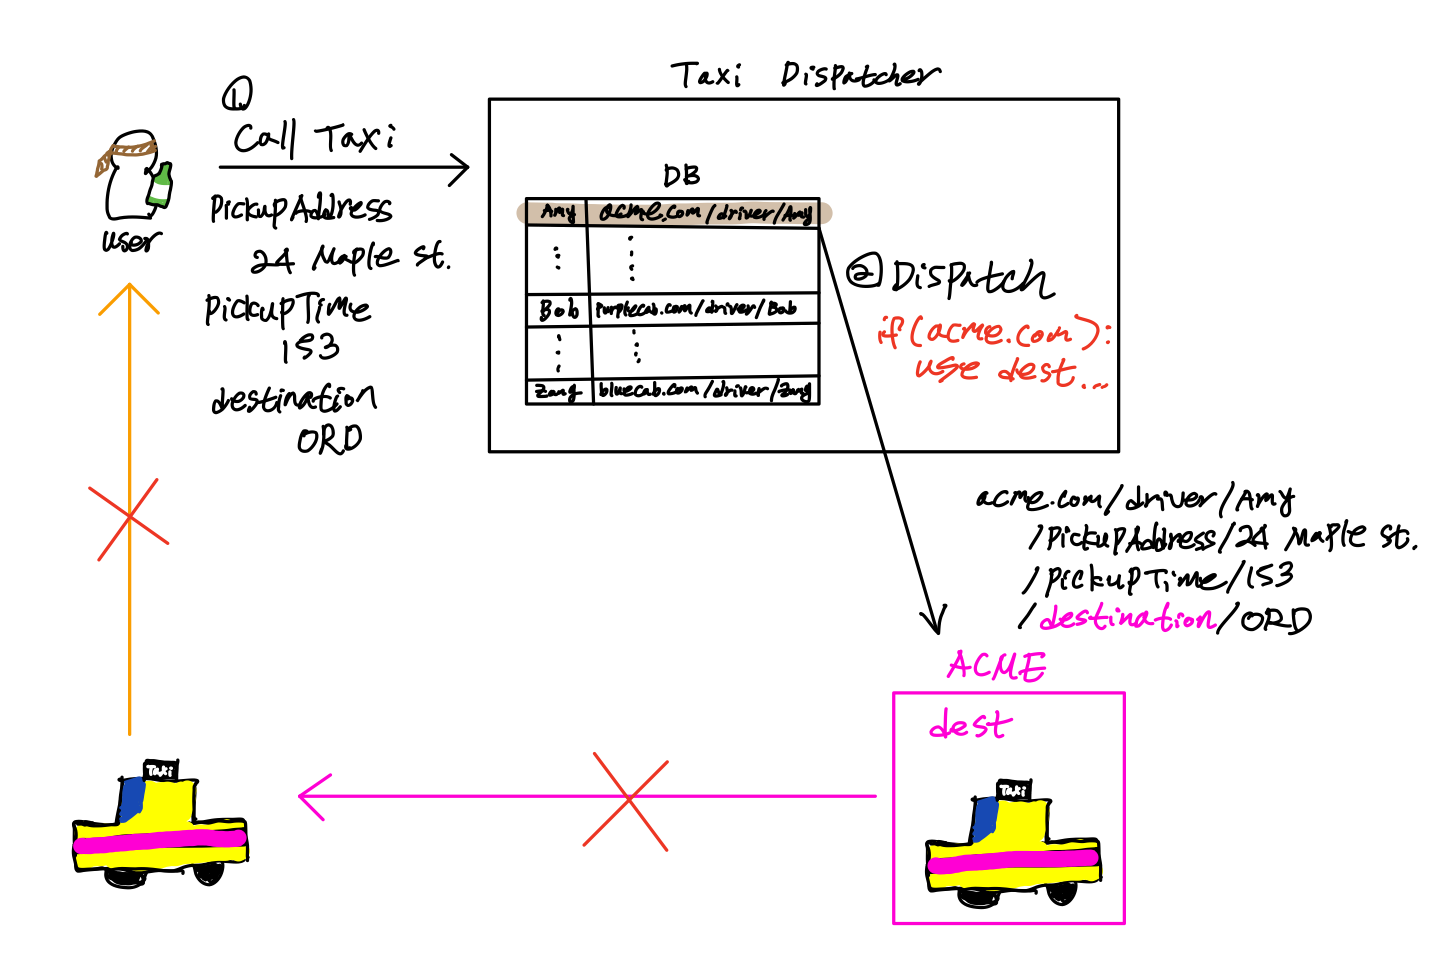 Taxi Dispatcher
1.
Call Taxi
user
PickupAddress
24 Maple st.
PickupTime
153
destination
ORD
DB
Amy acme.com/driver/Amy
Bob Purplecab.com/driver/Bob
Zang bluecab.com/driver/Zang
2 Dispatch
if(acme.com):
use dest...
acme.com/driver/Amy
/PickupAddress/24 Maple st.
/PickupTime/153
/destination/ORD
ACME
dest
Taxi
Taxi